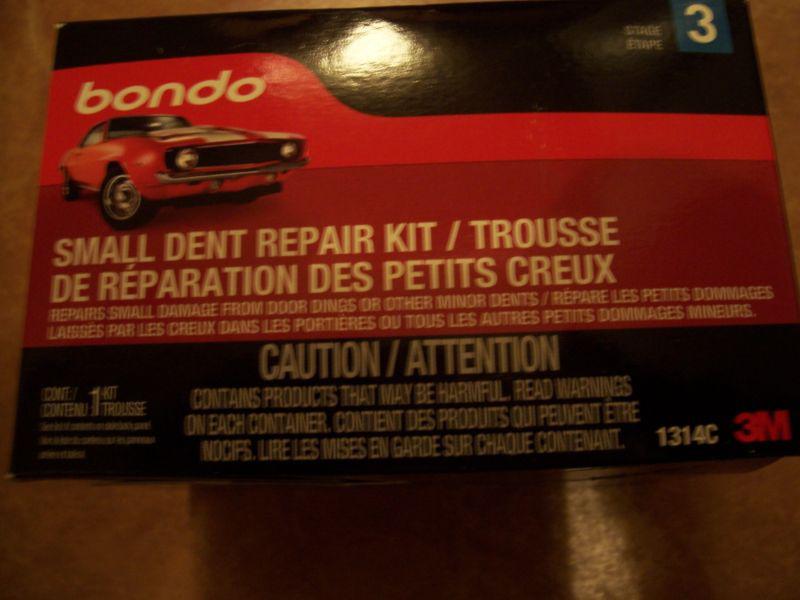 STAGE
ÉTAPE
3
bondo
SMALL DENT REPAIR KIT / TROUSSE
DE RÉPARATION DES PETITS CREUX
REPAIRS SMALL DAMAGE FROM DOOR DINGS OR OTHER MINOR DENTS / RÉPARE LES PETITS DOMMAGES
LAISSÉS PAR LES CREUX DANS LES PORTIÈRES OU TOUS LES AUTRES PETITS DOMMAGES MINEURS.
CAUTION / ATTENTION
CONTAINS PRODUCTS THAT MAY BE HARMFUL. READ WARNINGS
ON EACH CONTAINER. CONTIENT DES PRODUITS QUI PEUVENT ÊTRE
NOCIFS. LIRE LES MISES EN GARDE SUR CHAQUE CONTENANT.
CONT./ 1 KIT
CONTENU TROUSSE
1314C 3M